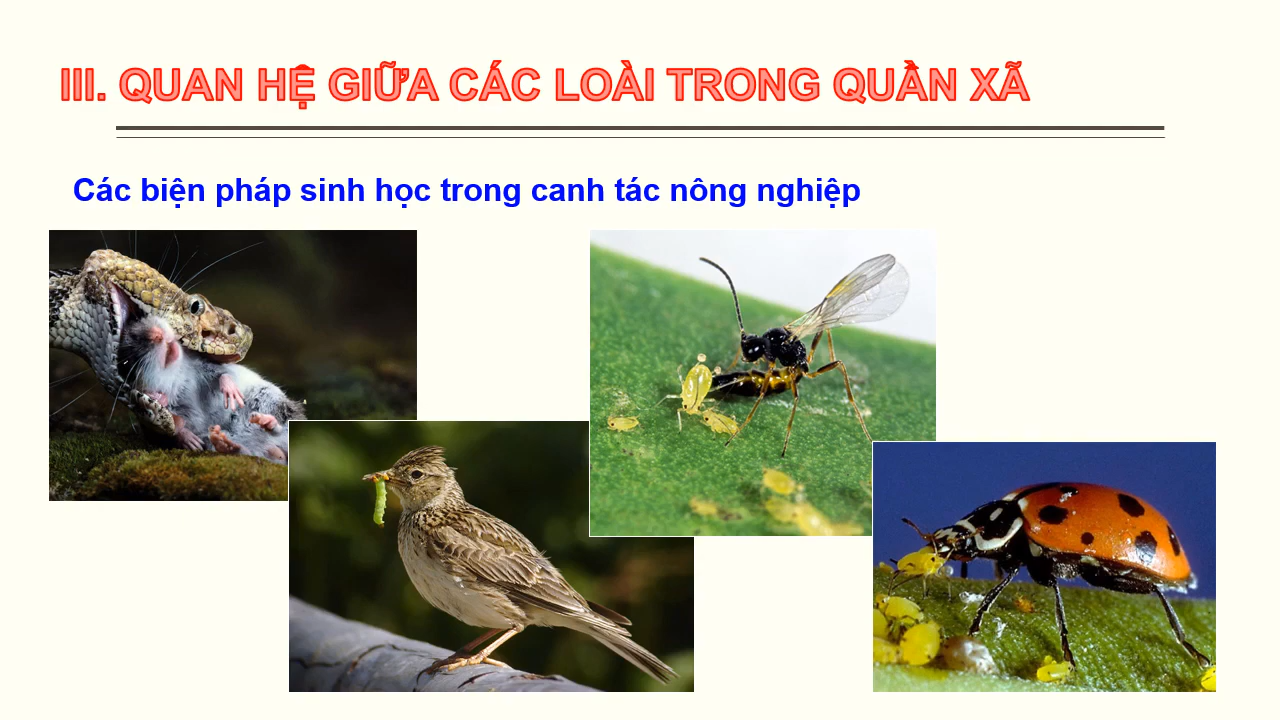 III. QUAN HỆ GIỮA CÁC LOÀI TRONG QUẦN XÃ
Các biện pháp sinh học trong canh tác nông nghiệp